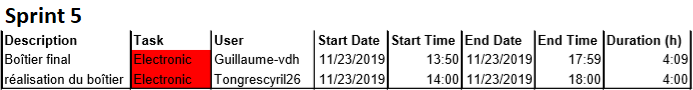 Sprint 5
Description Task User Start Date Start Time End Date End Time Duration (h)
Boîtier final Electronic Guillaume-vdh 11/23/2019 13:50 11/23/2019 17:59 4:09
réalisation du boîtier Electronic Tongrescyril26 11/23/2019 14:00 11/23/2019 18:00 4:00